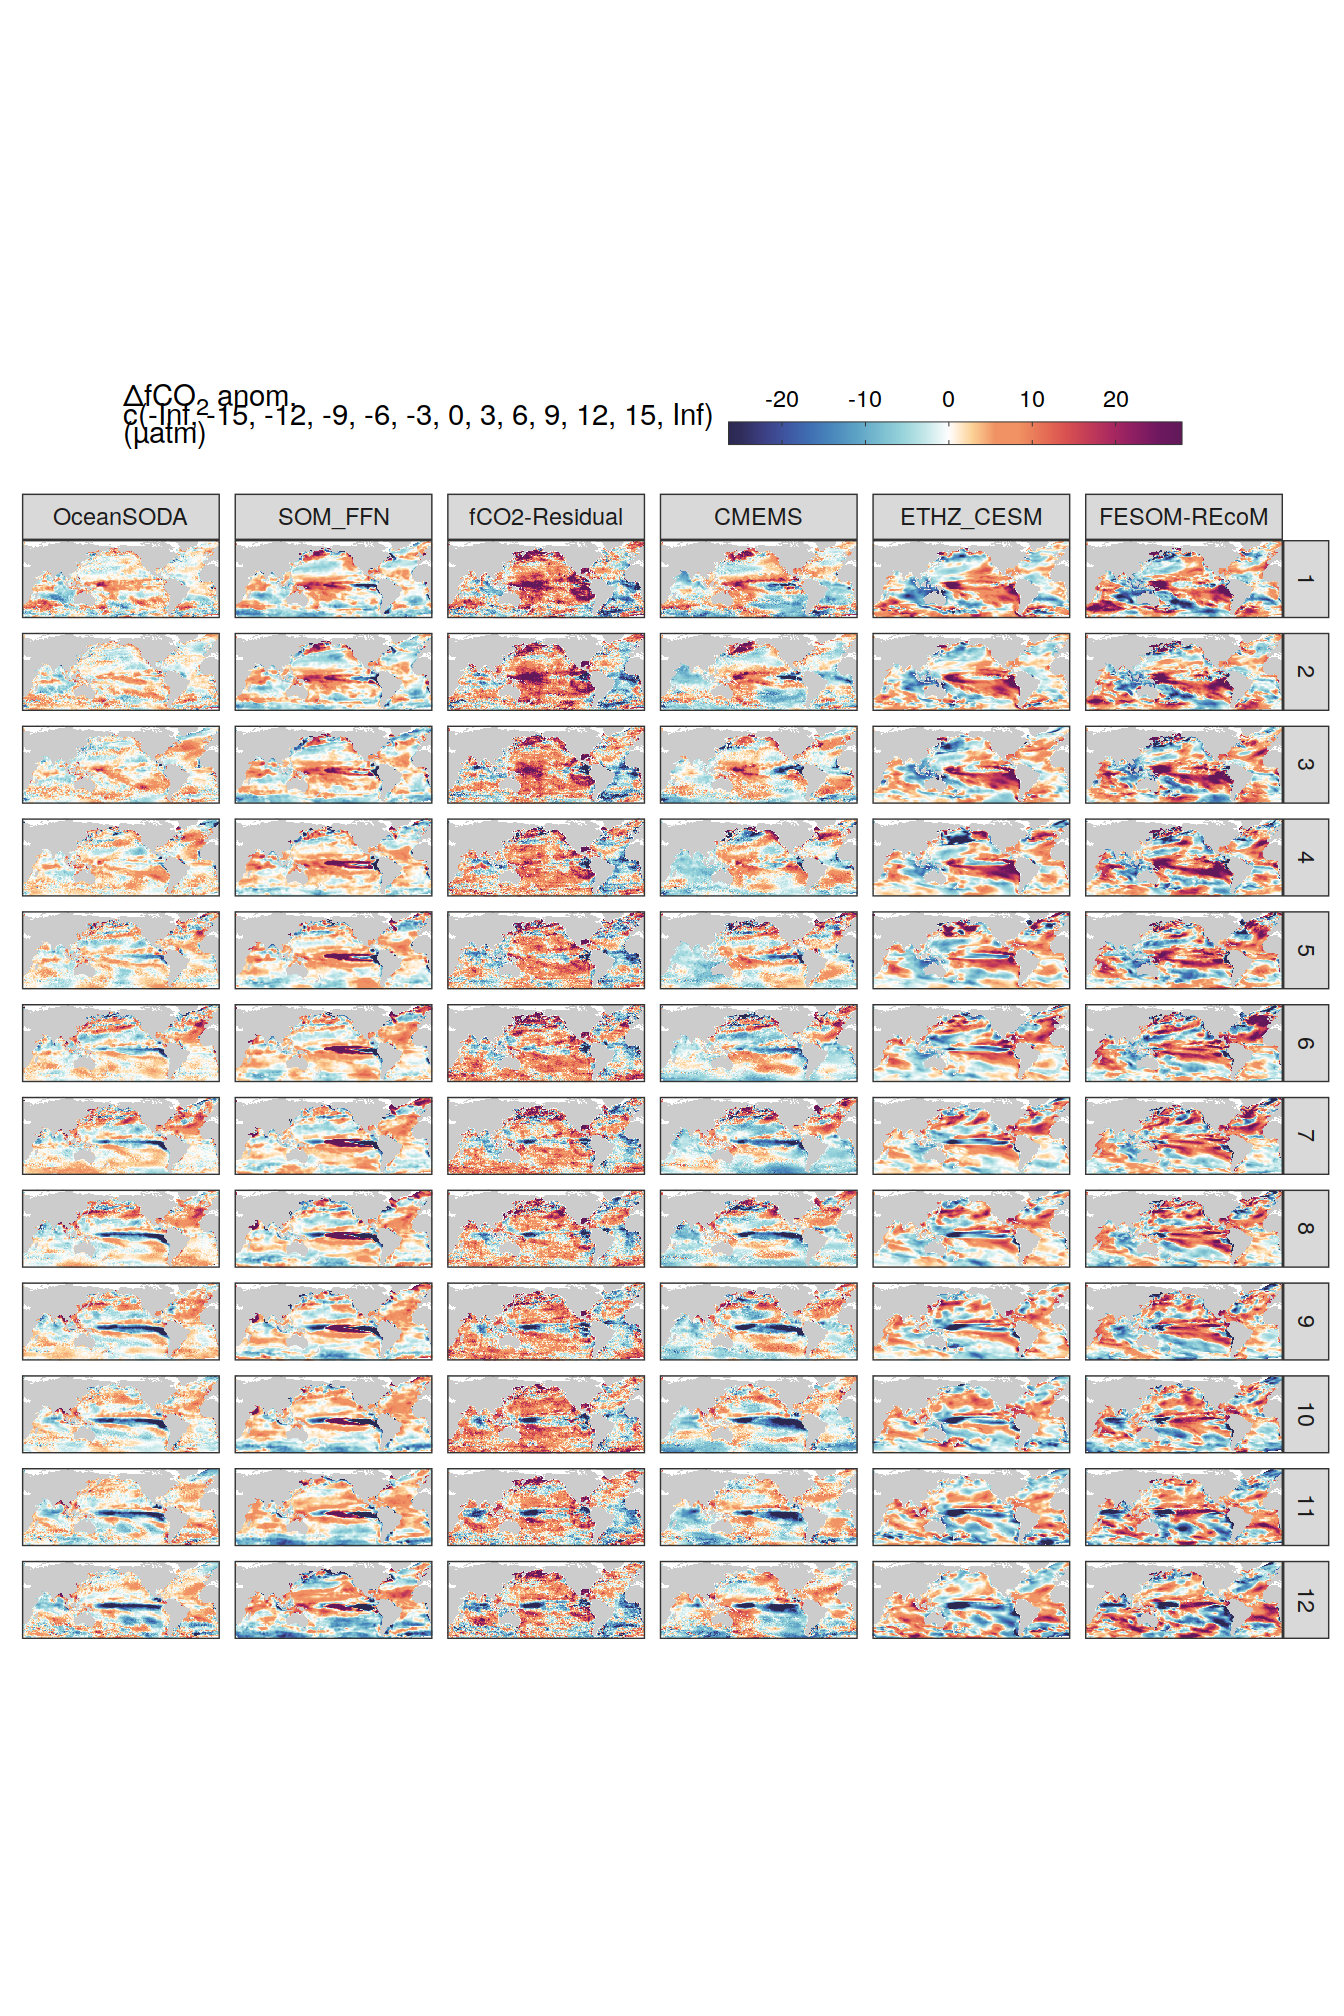 ΔfCO2 anom.
c(-Inf, -15, -12, -9, -6, -3, 0, 3, 6, 9, 12, 15, Inf)
(µatm)
-20 -10 0 10 20
OceanSODA SOM_FFN fCO2-Residual CMEMS ETHZ_CESM FESOM-REcoM
1
2
3
4
5
6
7
8
9
10
11
12